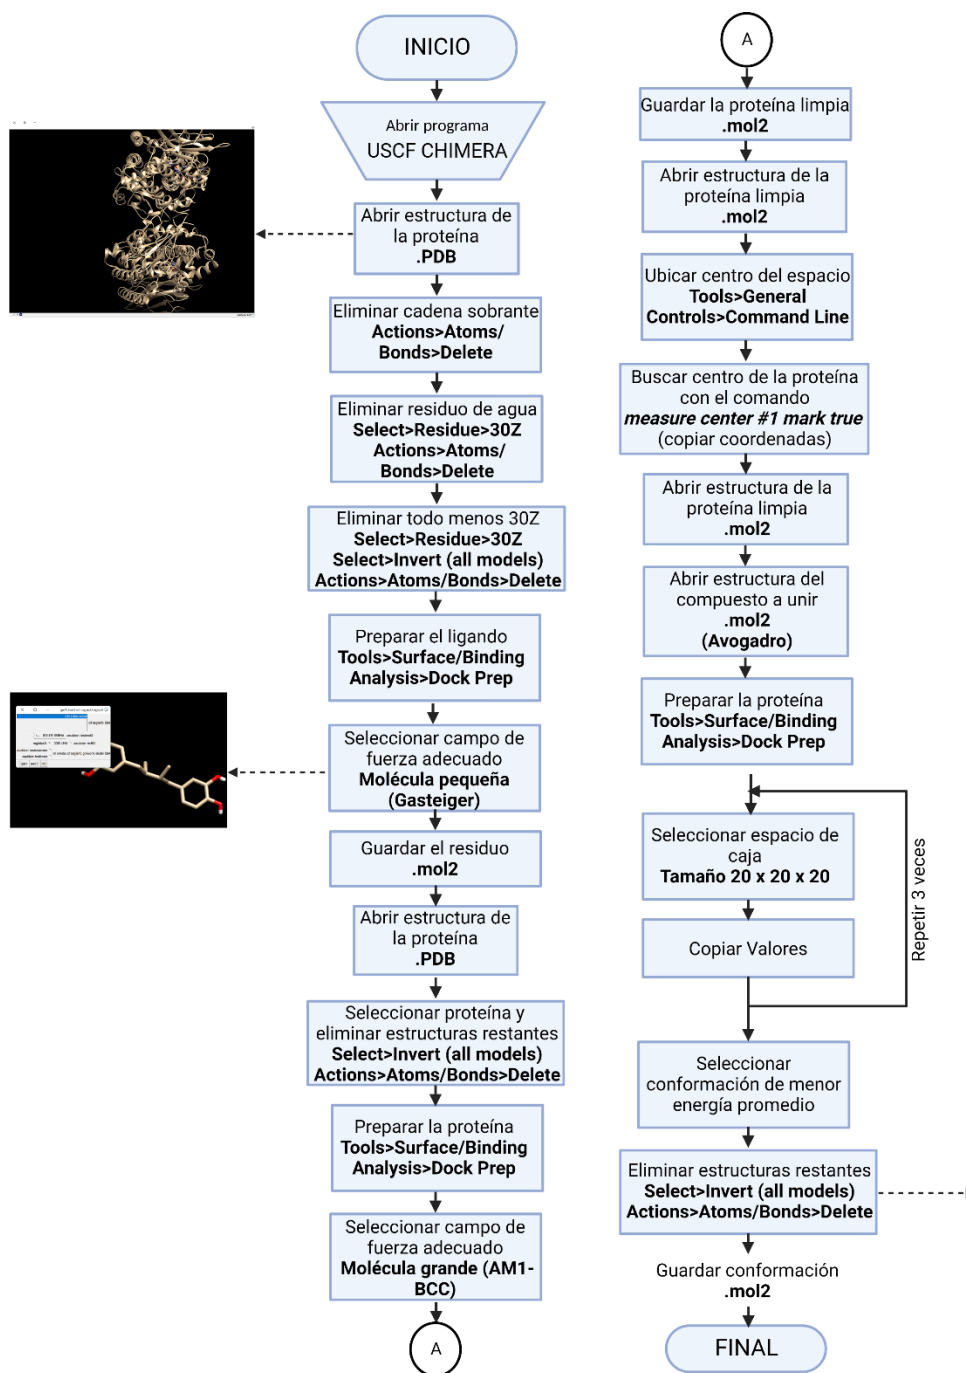 INICIO
Abrir programa
USCF CHIMERA
Abrir estructura de
la proteína
.PDB
Eliminar cadena sobrante
Actions>Atoms/
Bonds>Delete
Eliminar residuo de agua
Select>Residue>30Z
Actions>Atoms/
Bonds>Delete
Eliminar todo menos 30Z
Select>Residue>30Z
Select>Invert (all models)
Actions>Atoms/Bonds>Delete
Preparar el ligando
Tools>Surface/Binding
Analysis>Dock Prep
Seleccionar campo de
fuerza adecuado
Molécula pequeña
(Gasteiger)
Guardar el residuo
.mol2
Abrir estructura de
la proteína
.PDB
Seleccionar proteína y
eliminar estructuras restantes
Select>Invert (all models)
Actions>Atoms/Bonds>Delete
Preparar la proteína
Tools>Surface/Binding
Analysis>Dock Prep
Seleccionar campo de
fuerza adecuado
Molécula grande (AM1-
BCC)
A
A
Guardar la proteína limpia
.mol2
Abrir estructura de la
proteína limpia
.mol2
Ubicar centro del espacio
Tools>General
Controls>Command Line
Buscar centro de la proteína
con el comando
measure center #1 mark true
(copiar coordenadas)
Abrir estructura de la
proteína limpia
.mol2
Abrir estructura del
compuesto a unir
.mol2
(Avogadro)
Preparar la proteína
Tools>Surface/Binding
Analysis>Dock Prep
Seleccionar espacio de
caja
Tamaño 20 x 20 x 20
Copiar Valores
Repetir 3 veces
Seleccionar
conformación de menor
energía promedio
Eliminar estructuras restantes
Select>Invert (all models)
Actions>Atoms/Bonds>Delete
Guardar conformación
.mol2
FINAL